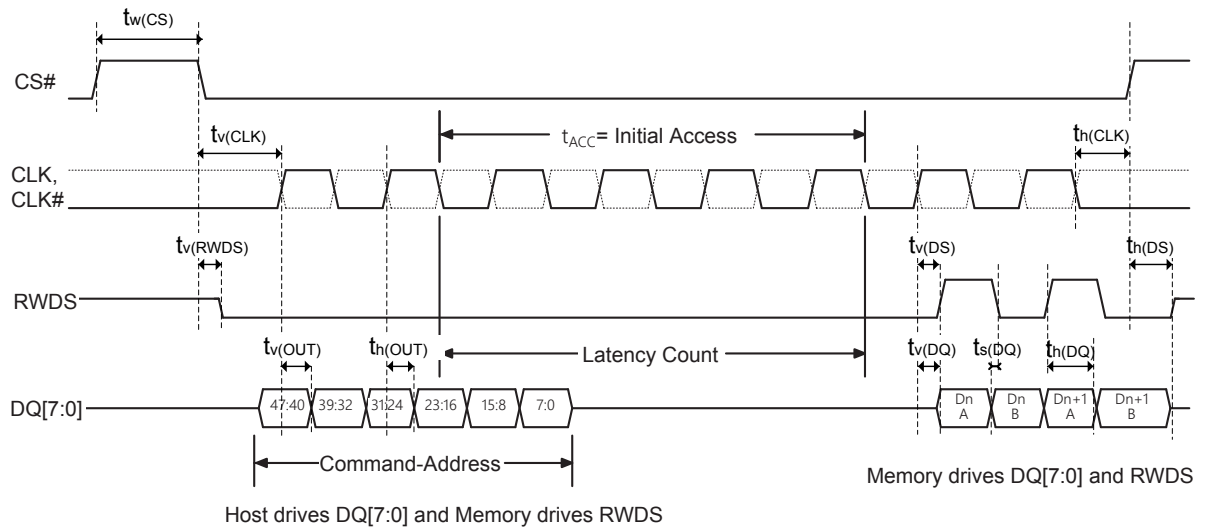 tw(CS)
CS#
tv(CLK)
tACC= Initial Access
th(CLK)
CLK,
CLK#
tv(RWDS)
tv(DS)
th(DS)
RWDS
tv(OUT)
th(OUT)
Latency Count
tv(DQ)
ts(DQ)
th(DQ)
DQ[7:0]
47:40
39:32
31:24
23:16
15:8
7:0
Dn
A
Dn
B
Dn+1
A
Dn+1
B
Command-Address
Memory drives DQ[7:0] and RWDS
Host drives DQ[7:0] and Memory drives RWDS